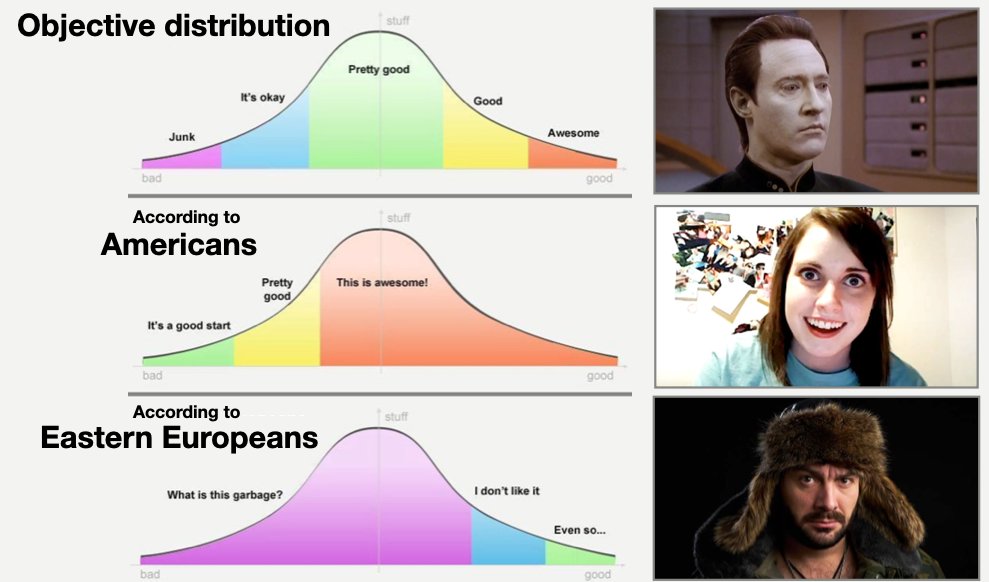 Objective distribution
stuff
Pretty good
It's okay
Good
Junk
Awesome
bad
good
According to
Americans
stuff
Pretty
good
This is awesome!
It's a good start
bad
good
According to
Eastern Europeans
stuff
What is this garbage?
I don't like it
Even so...
bad
good